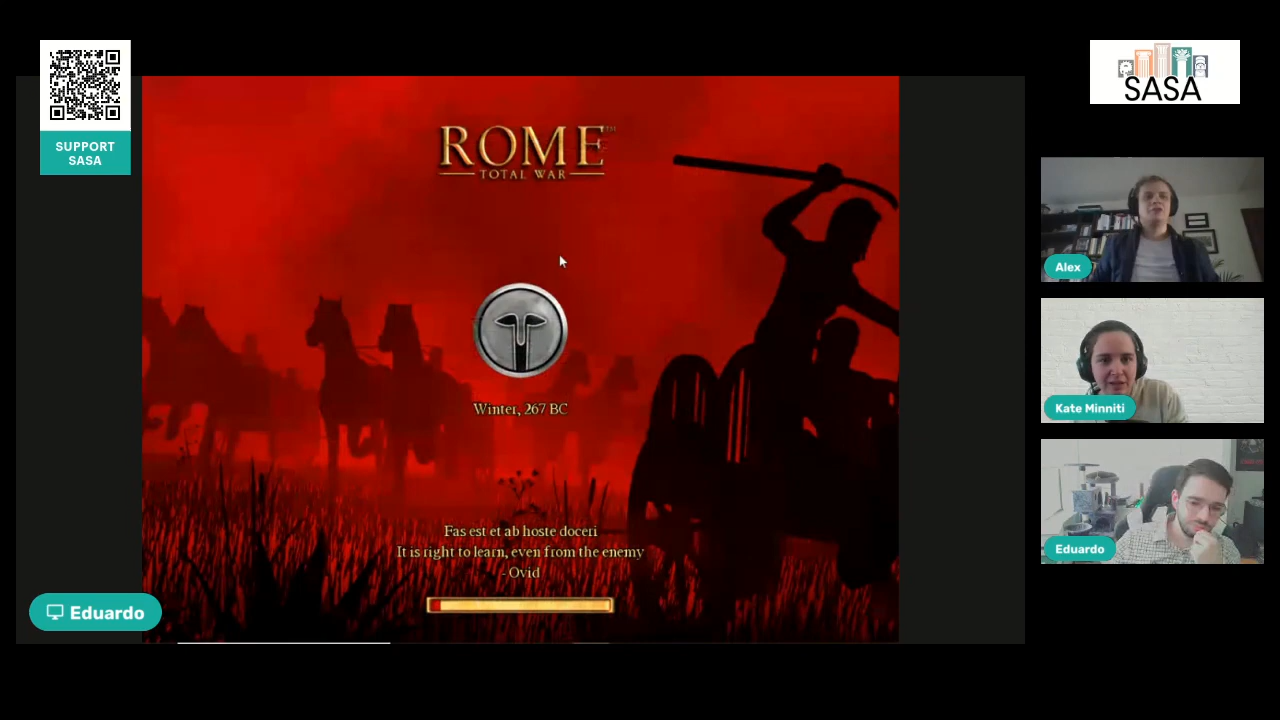 SUPPORT
SASA
SASA
ROME™
TOTAL WAR
Alex
Winter, 267 BC
Kate Minniti
Fas est et ab hoste doceri
It is right to learn, even from the enemy
- Ovid
Eduardo
Eduardo